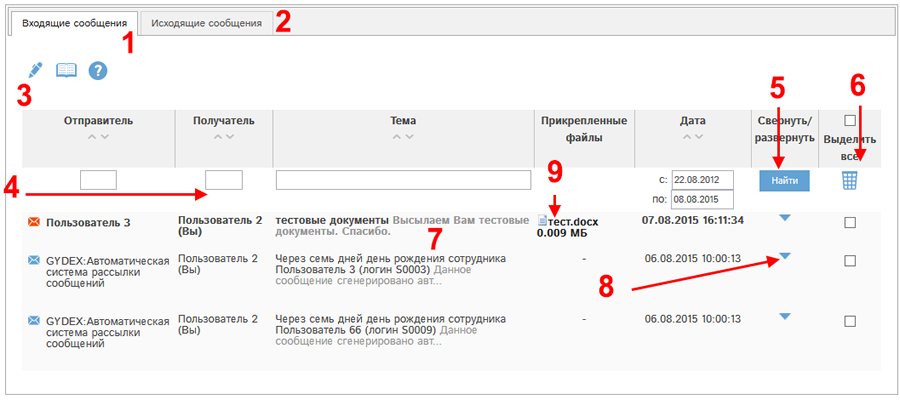 Входящие сообщения
Исходящие сообщения
2
1
?
3
6
5
Отправитель
Получатель
Тема
Прикрепленные файлы
Дата
Свернуть/
развернуть
Выделить
все
9
4
с: 22.08.2012
по: 08.08.2015
Найти
Пользователь 3
Пользователь 2
(Вы)
тестовые документы Высылаем Вам тестовые
документы. Спасибо.
тест.docx
0.009 МБ
07.08.2015 16:11:34
7
8
GYDEX:Автоматическая
система рассылки
сообщений
Пользователь 2
(Вы)
Через семь дней день рождения сотрудника
Пользователь 3 (логин S0003) Данное
сообщение сгенерировано авт...
-
06.08.2015 10:00:13
GYDEX:Автоматическая
система рассылки
сообщений
Пользователь 2
(Вы)
Через семь дней день рождения сотрудника
Пользователь 66 (логин S0009) Данное
сообщение сгенерировано авт...
-
06.08.2015 10:00:13